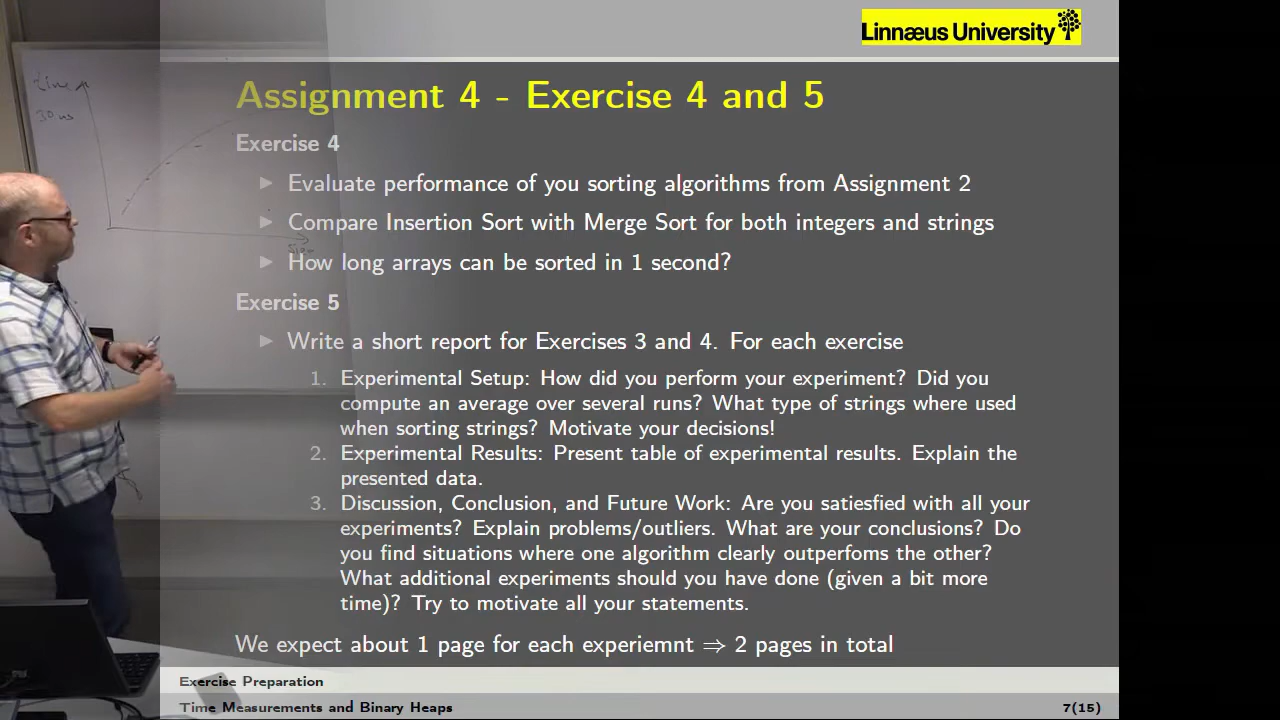 Linnæus University
Assignment 4 - Exercise 4 and 5
Exercise 4
Evaluate performance of you sorting algorithms from Assignment 2
Compare Insertion Sort with Merge Sort for both integers and strings
How long arrays can be sorted in 1 second?
Exercise 5
Write a short report for Exercises 3 and 4. For each exercise
1. Experimental Setup: How did you perform your experiment? Did you
compute an average over several runs? What type of strings where used
when sorting strings? Motivate your decisions!
2. Experimental Results: Present table of experimental results. Explain the
presented data.
3. Discussion, Conclusion, and Future Work: Are you satiesfied with all your
experiments? Explain problems/outliers. What are your conclusions? Do
you find situations where one algorithm clearly outperfoms the other?
What additional experiments should you have done (given a bit more
time)? Try to motivate all your statements.
We expect about 1 page for each experiemnt ⇒ 2 pages in total
Exercise Preparation
Time Measurements and Binary Heaps 7(15)
time